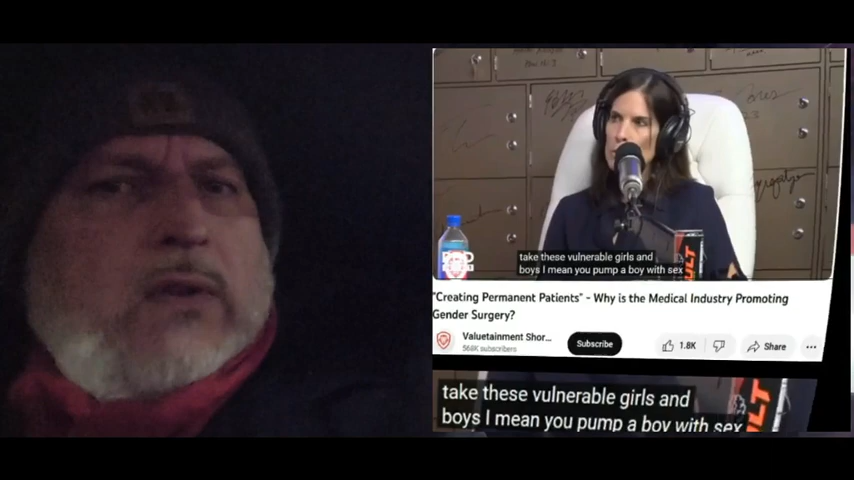 take these vulnerable girls and
boys I mean you pump a boy with sex
"Creating Permanent Patients" - Why is the Medical Industry Promoting
Gender Surgery?
Valuetainment Shor...
568K subscribers
Subscribe
1.8K
Share
take these vulnerable girls and
boys I mean you pump a boy with sex